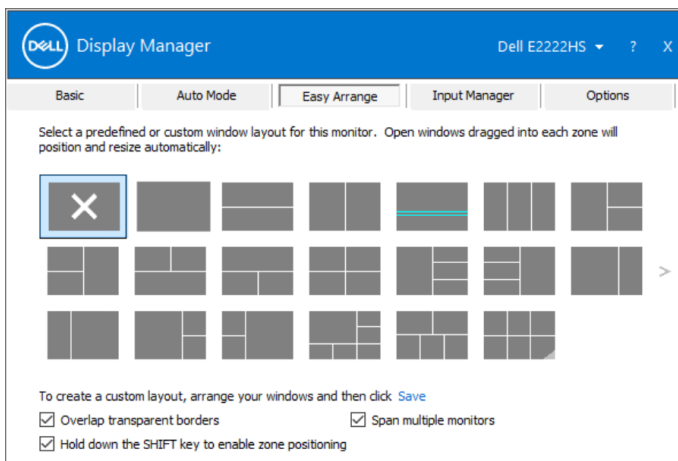 DELL Display Manager Dell E2222HS ? X
Basic Auto Mode Easy Arrange Input Manager Options
Select a predefined or custom window layout for this monitor. Open windows dragged into each zone will
position and resize automatically:
>
To create a custom layout, arrange your windows and then click Save
Overlap transparent borders Span multiple monitors
Hold down the SHIFT key to enable zone positioning